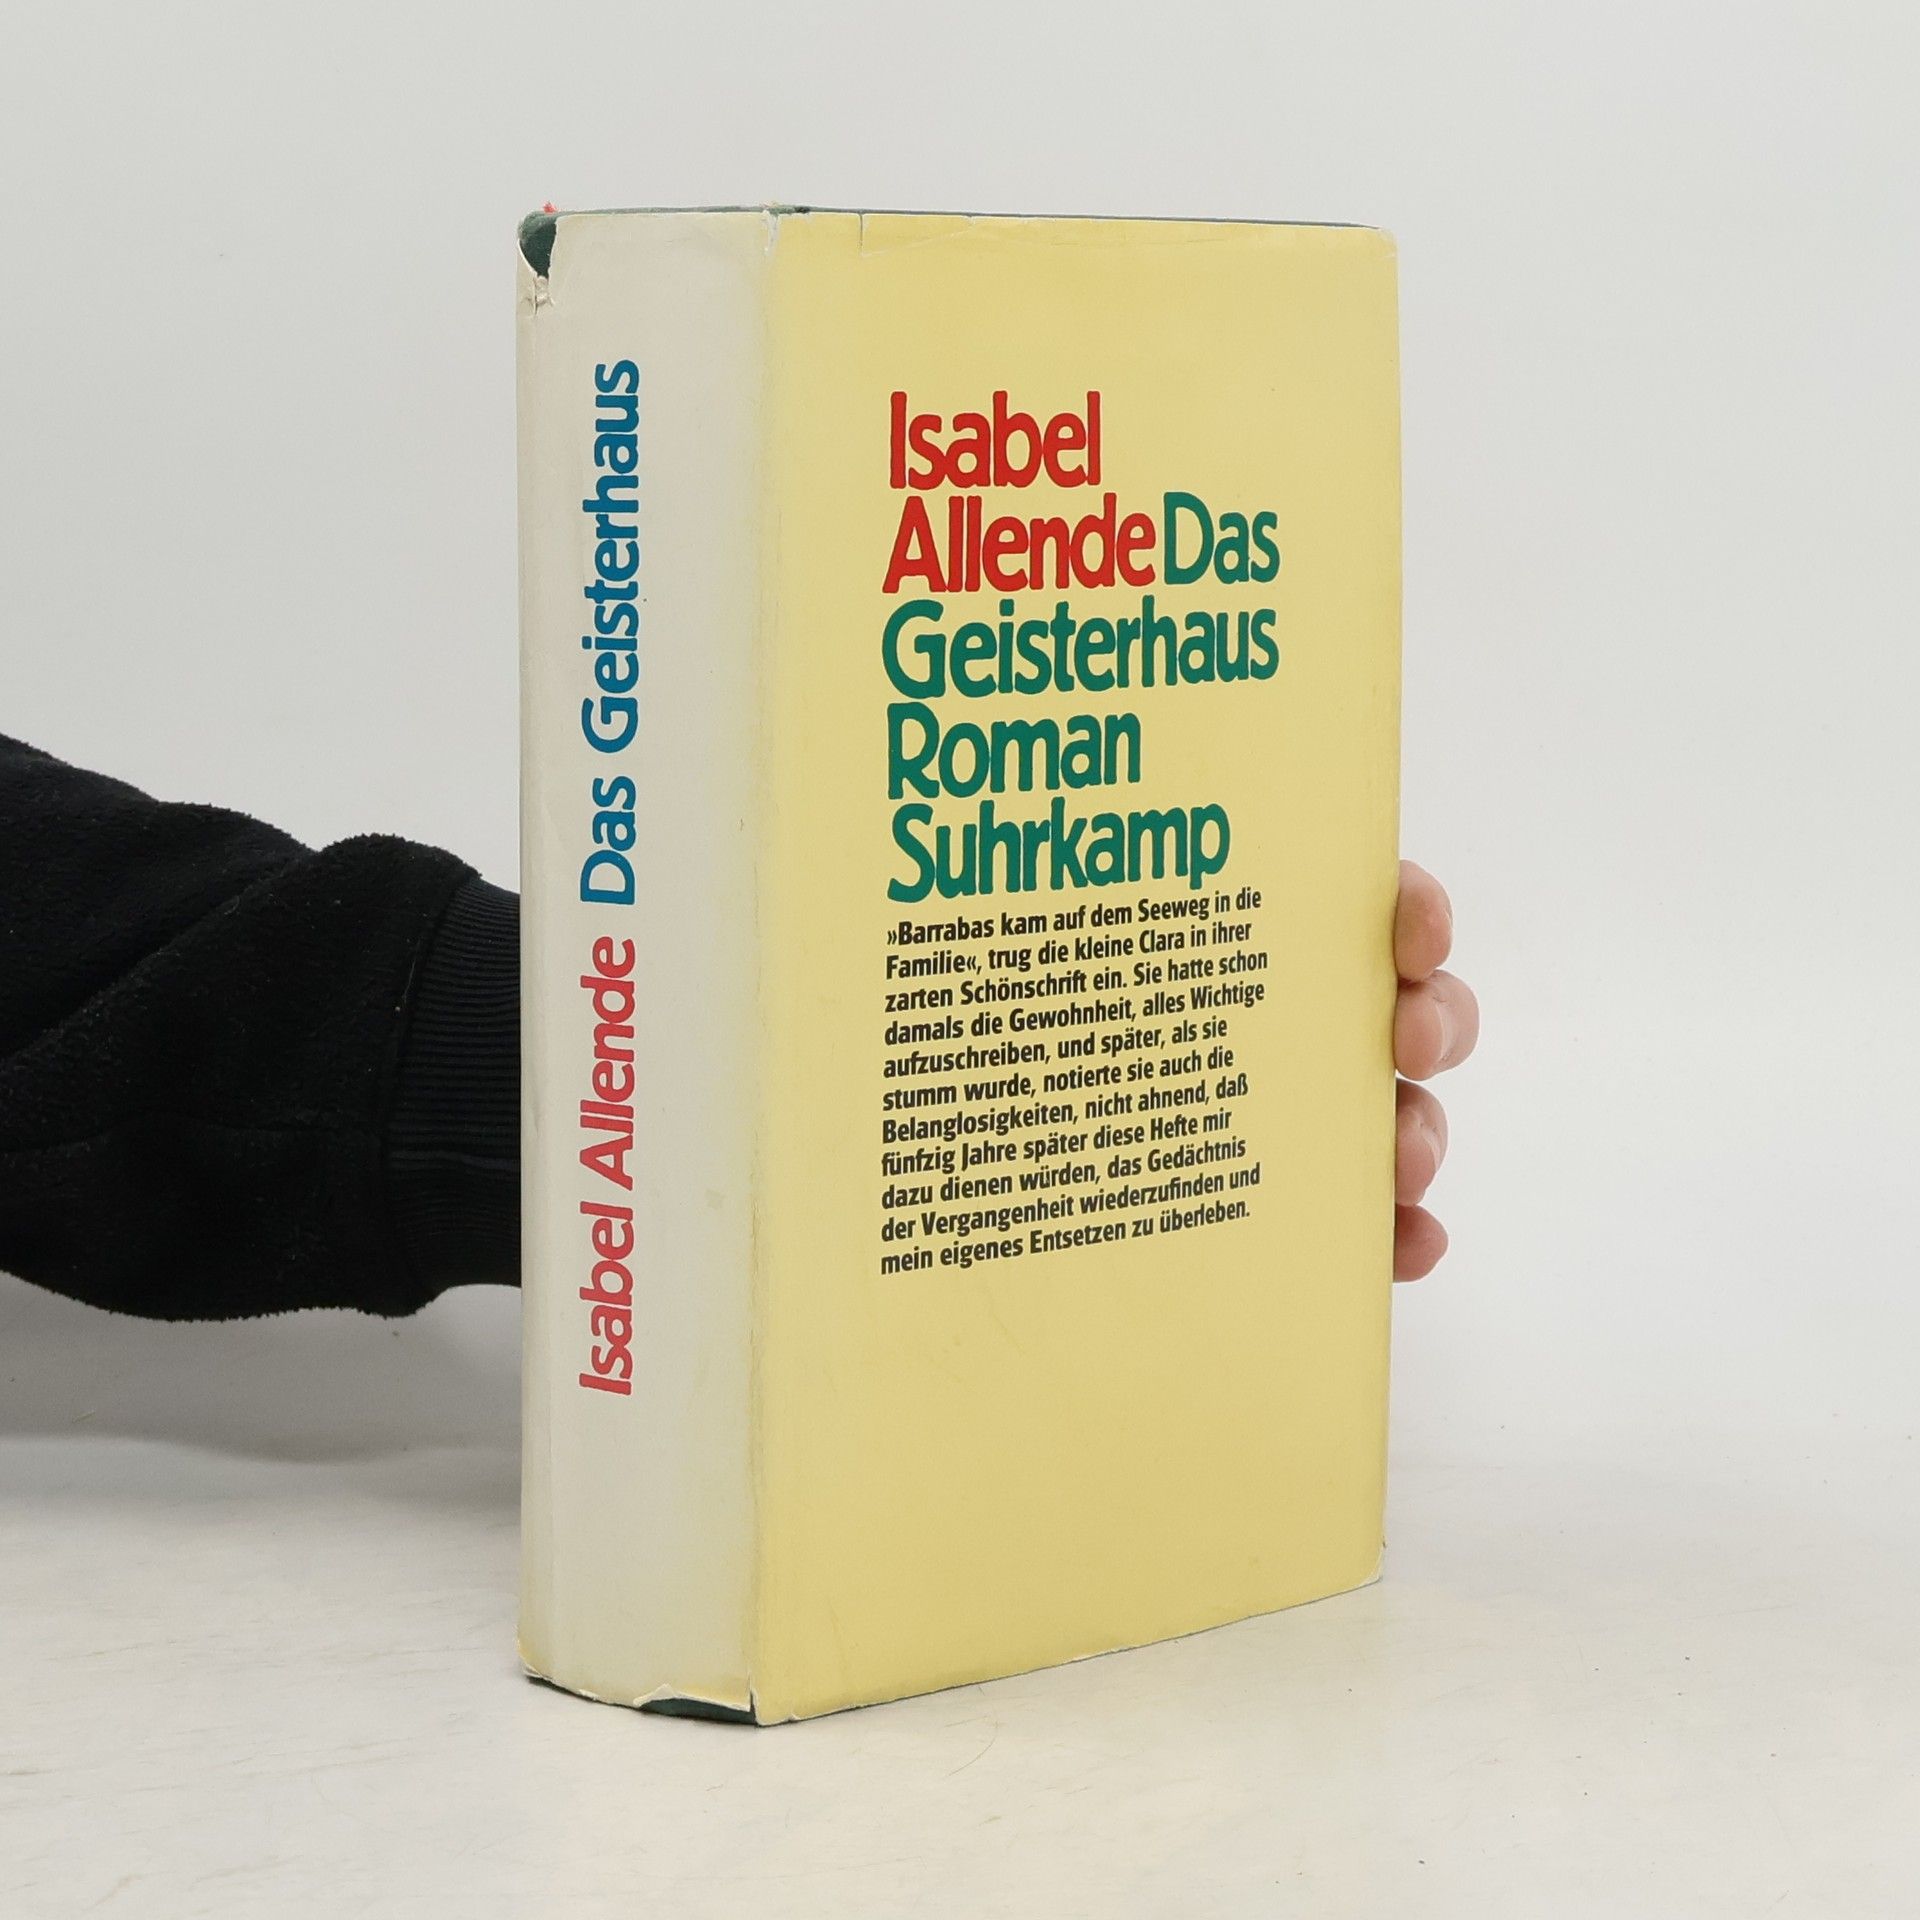 Isabel Allende Das Geisterhaus
Isabel
Allende Das
Geisterhaus
Roman
Suhrkamp
»Barrabas kam auf dem Seeweg in die
Familie«, trug die kleine Clara in ihrer
zarten Schönschrift ein. Sie hatte schon
damals die Gewohnheit, alles Wichtige
aufzuschreiben, und später, als sie
stumm wurde, notierte sie auch die
Belanglosigkeiten, nicht ahnend, daß
fünfzig Jahre später diese Hefte mir
dazu dienen würden, das Gedächtnis
der Vergangenheit wiederzufinden und
mein eigenes Entsetzen zu überleben.